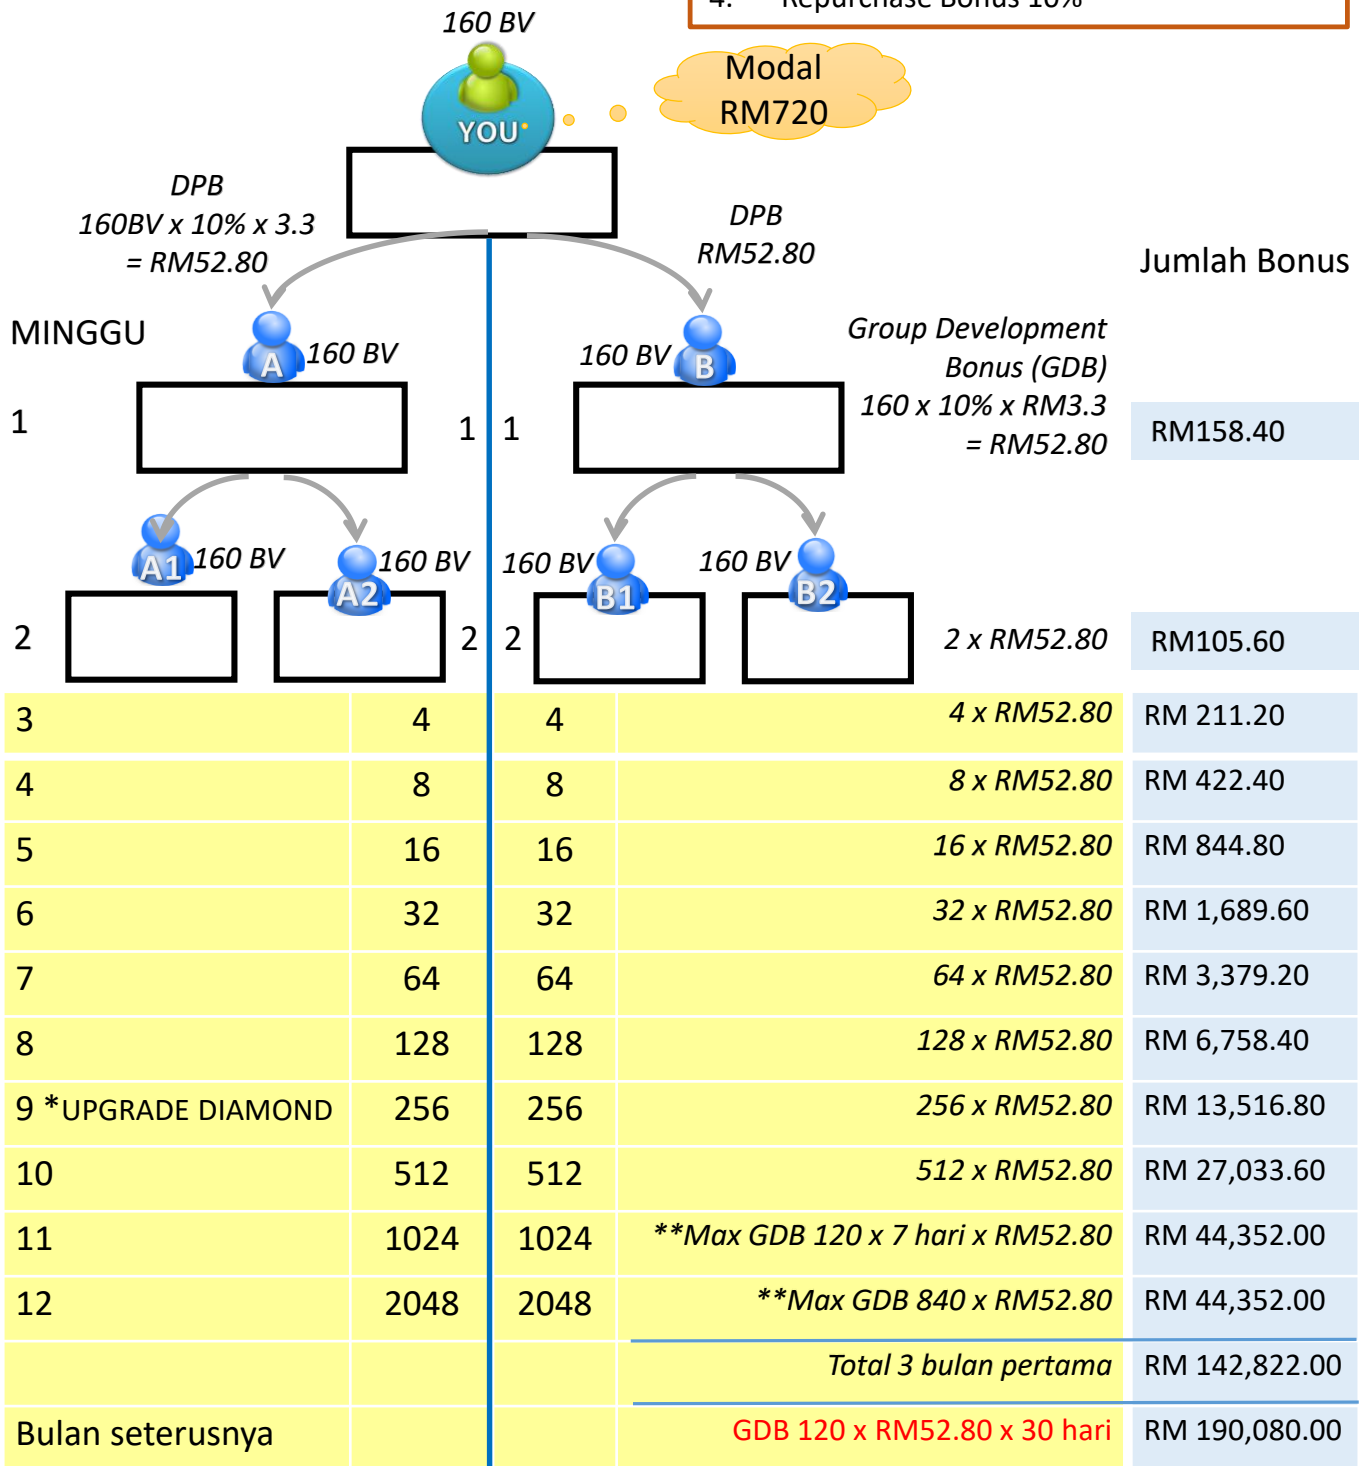 4. Repurchase Bonus 10%
160 BV
Modal
RM720
YOU
DPB
160BV x 10% x 3.3
= RM52.80
DPB
RM52.80
Jumlah Bonus
MINGGU
A
160 BV
160 BV
B
Group Development
Bonus (GDB)
160 x 10% x RM3.3
= RM52.80
1
1
1
RM158.40
A1
160 BV
A2
160 BV
160 BV
B1
160 BV
B2
2
2
2
2 x RM52.80
RM105.60
3 4 4 4 x RM52.80 RM 211.20
4 8 8 8 x RM52.80 RM 422.40
5 16 16 16 x RM52.80 RM 844.80
6 32 32 32 x RM52.80 RM 1,689.60
7 64 64 64 x RM52.80 RM 3,379.20
8 128 128 128 x RM52.80 RM 6,758.40
9 *UPGRADE DIAMOND 256 256 256 x RM52.80 RM 13,516.80
10 512 512 512 x RM52.80 RM 27,033.60
11 1024 1024 **Max GDB 120 x 7 hari x RM52.80 RM 44,352.00
12 2048 2048 **Max GDB 840 x RM52.80 RM 44,352.00
Total 3 bulan pertama RM 142,822.00
Bulan seterusnya GDB 120 x RM52.80 x 30 hari RM 190,080.00